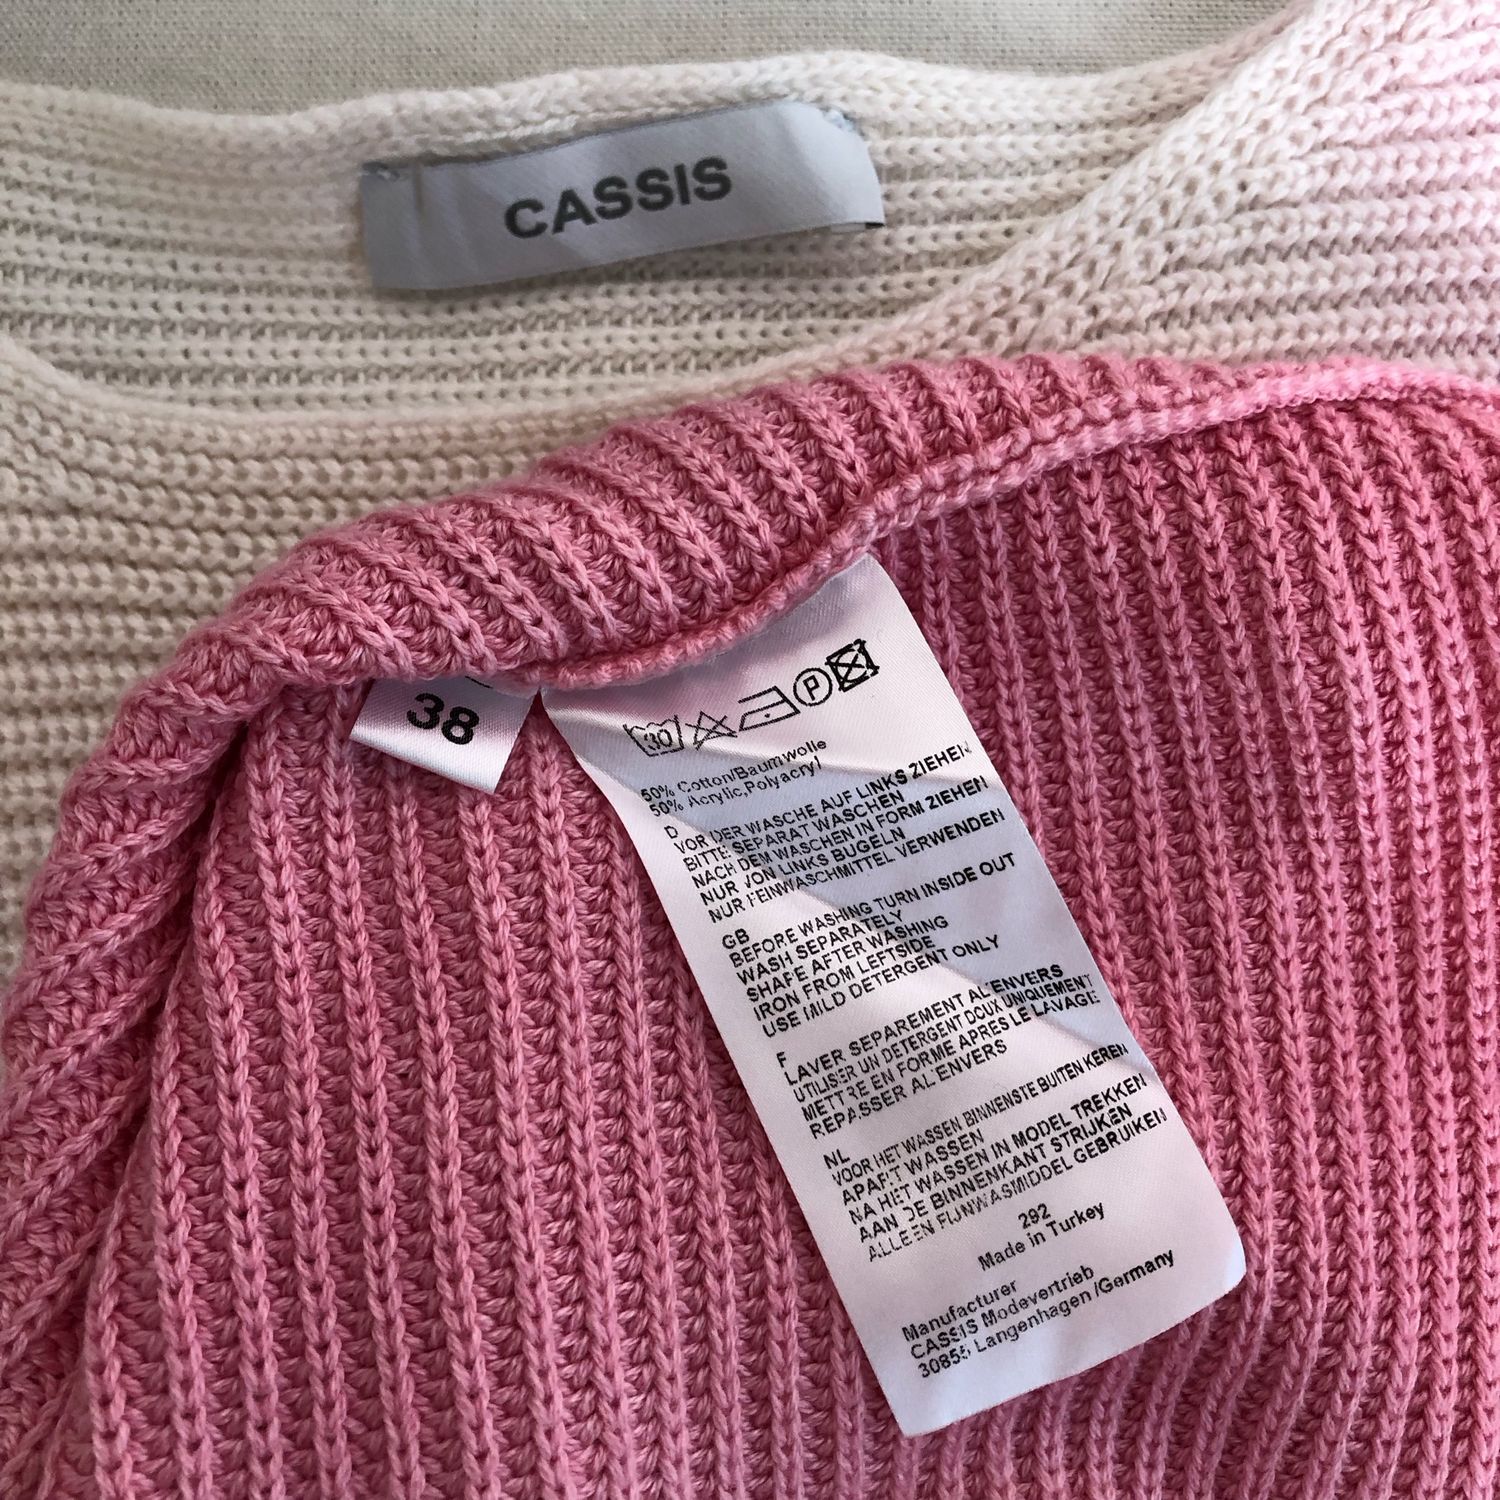 CASSIS
38
30
P
50% Cotton/Baumwolle
50% Acrylic,Polyacryl
D
VOR DER WASCHE AUF LINKS ZIEHEN
BITTE SEPARAT WASCHEN
NACH DEM WASCHEN IN FORM ZIEHEN
NUR VON LINKS BUGELN
NUR FEINWASCHMITTEL VERWENDEN
GB
BEFORE WASHING TURN INSIDE OUT
WASH SEPARATELY
SHAPE AFTER WASHING
IRON FROM LEFTSIDE
USE MILD DETERGENT ONLY
F
LAVER SEPAREMENT AL'ENVERS
UTILISER UN DETERGENT DOUX UNIQUEMENT
METTRE EN FORME APRES LE LAVAGE
REPASSER AL'ENVERS
NL
VOOR HET WASSEN BINNENSTE BUITEN KEREN
APART WASSEN
NA HET WASSEN IN MODEL TREKKEN
AAN DE BINNENKANT STRIJKEN
ALLEEN FIJNWASMIDDEL GEBRUIKEN
292
Made in Turkey
Manufacturer
CASSIS Modevertrieb
30855 Langenhagen /Germany